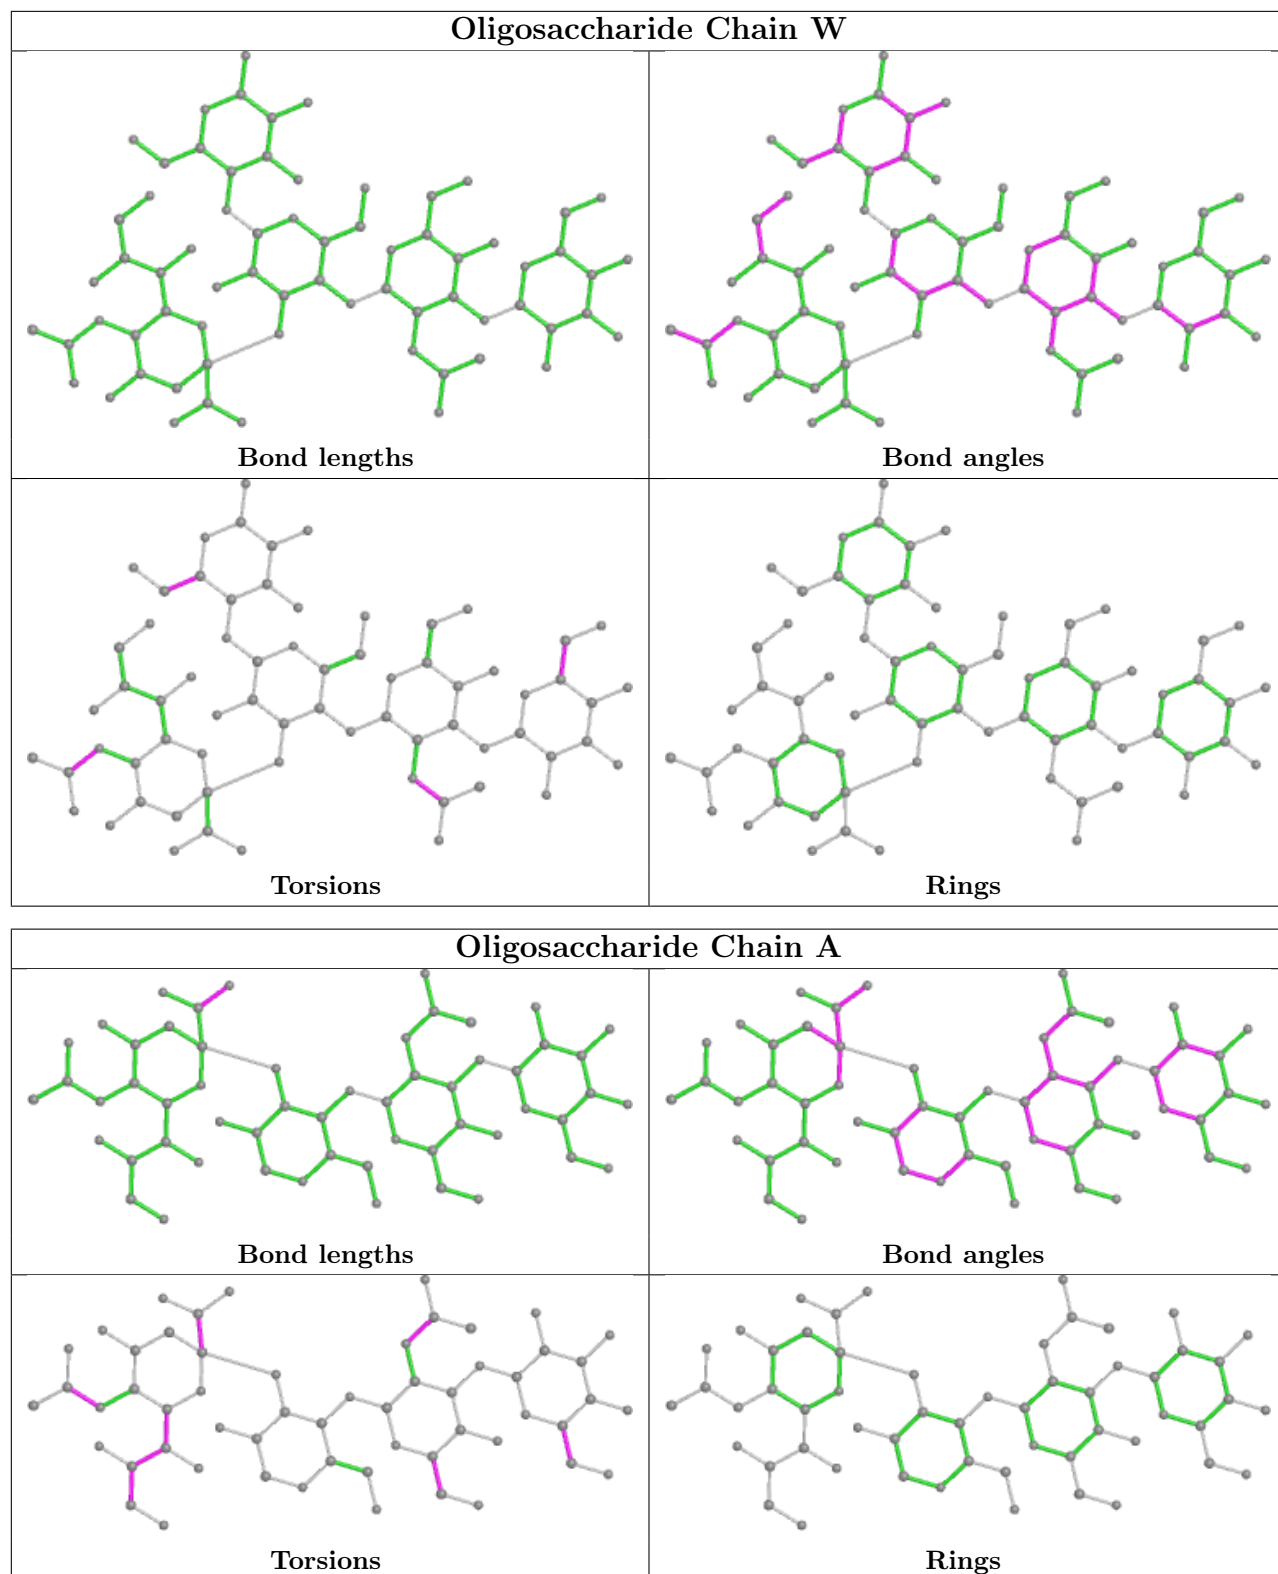 Oligosaccharide Chain W
Bond lengths
Bond angles
Torsions
Rings
Oligosaccharide Chain A
Bond lengths
Bond angles
Torsions
Rings